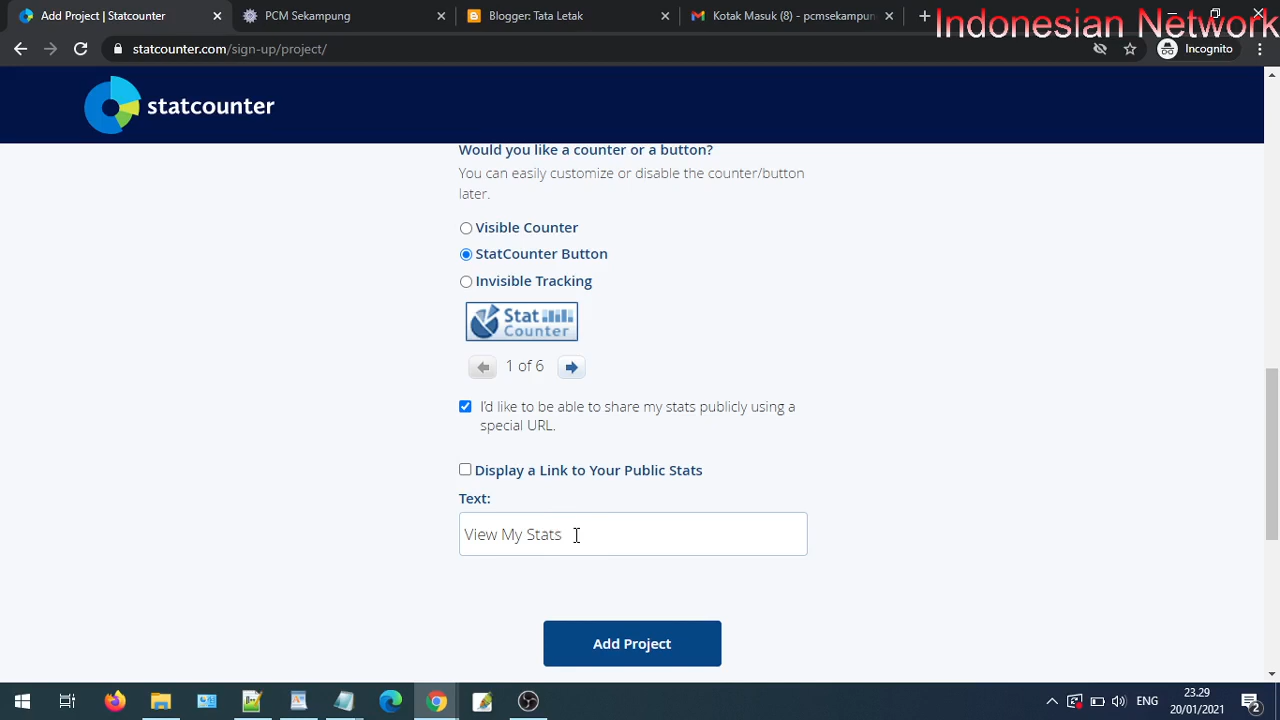 Add Project | Statcounter
PCM Sekampung
Blogger: Tata Letak
Kotak Masuk (8) - pcmsekampun
Indonesian Network
statcounter.com/sign-up/project/
Incognito
statcounter
Would you like a counter or a button?
You can easily customize or disable the counter/button
later.
Visible Counter
StatCounter Button
Invisible Tracking
Stat
Counter
1 of 6
I'd like to be able to share my stats publicly using a
special URL.
Display a Link to Your Public Stats
Text:
View My Stats
Add Project
ENG
23.29
20/01/2021
2